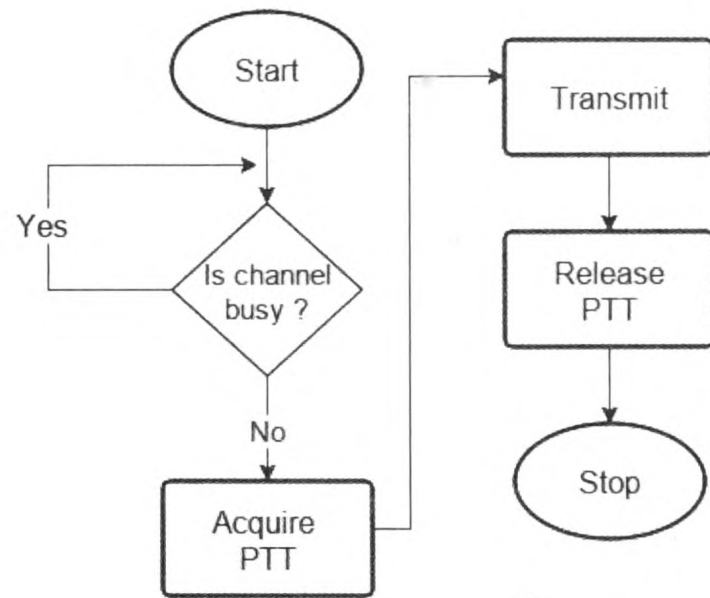 Start
Yes
Is channel
busy ?
No
Acquire
PTT
Transmit
Release
PTT
Stop